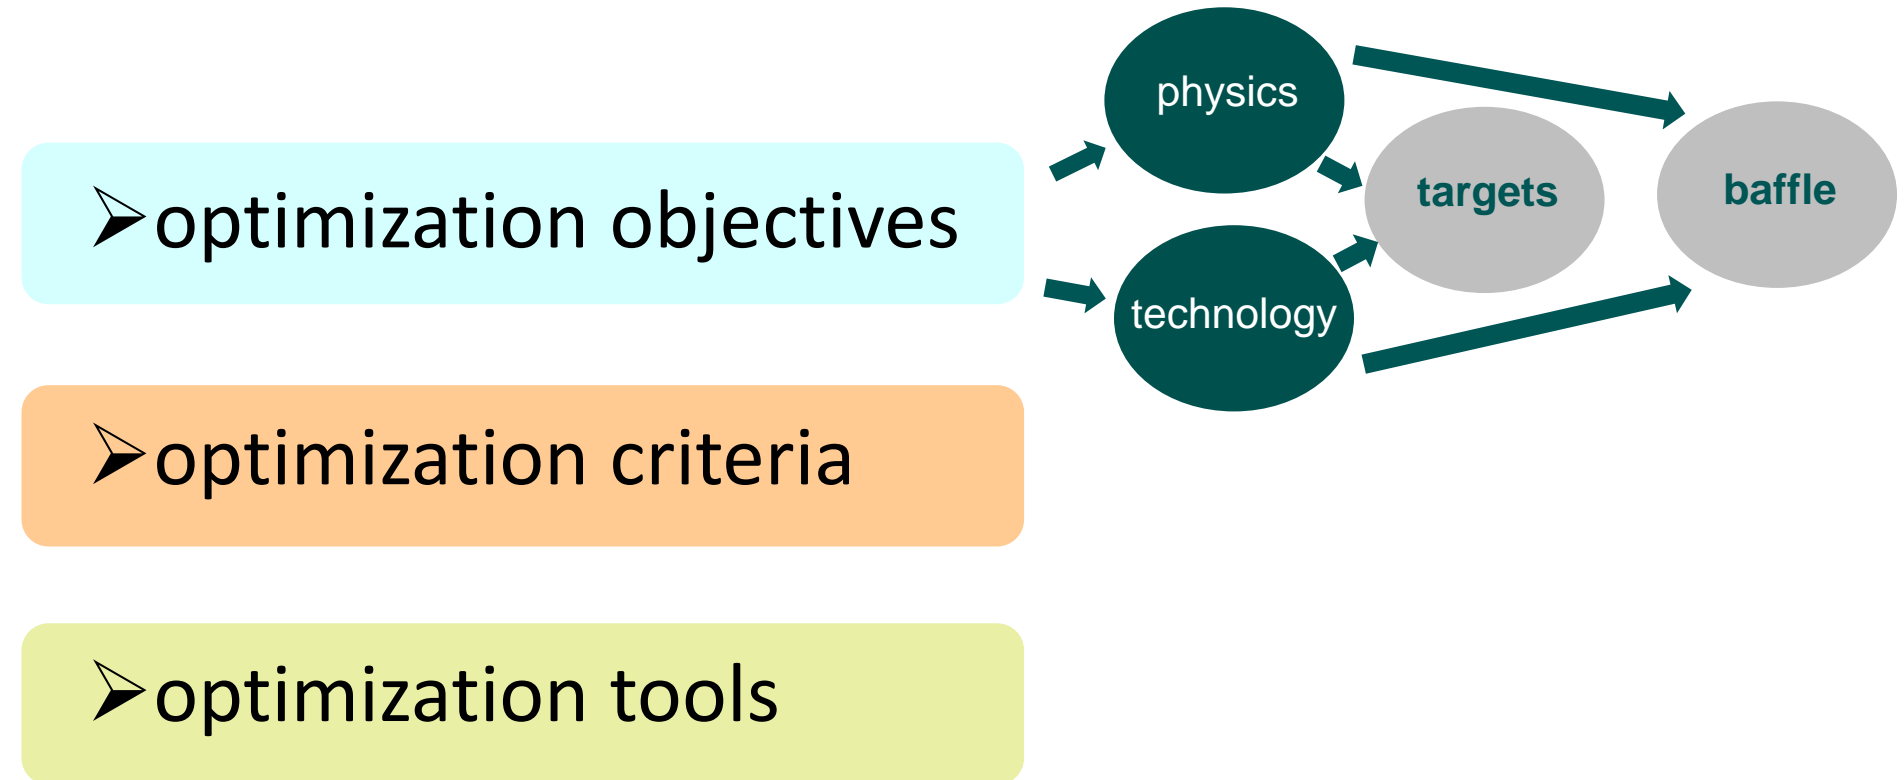 ➢optimization objectives
physics
technology
targets
baffle
➢optimization criteria
➢optimization tools